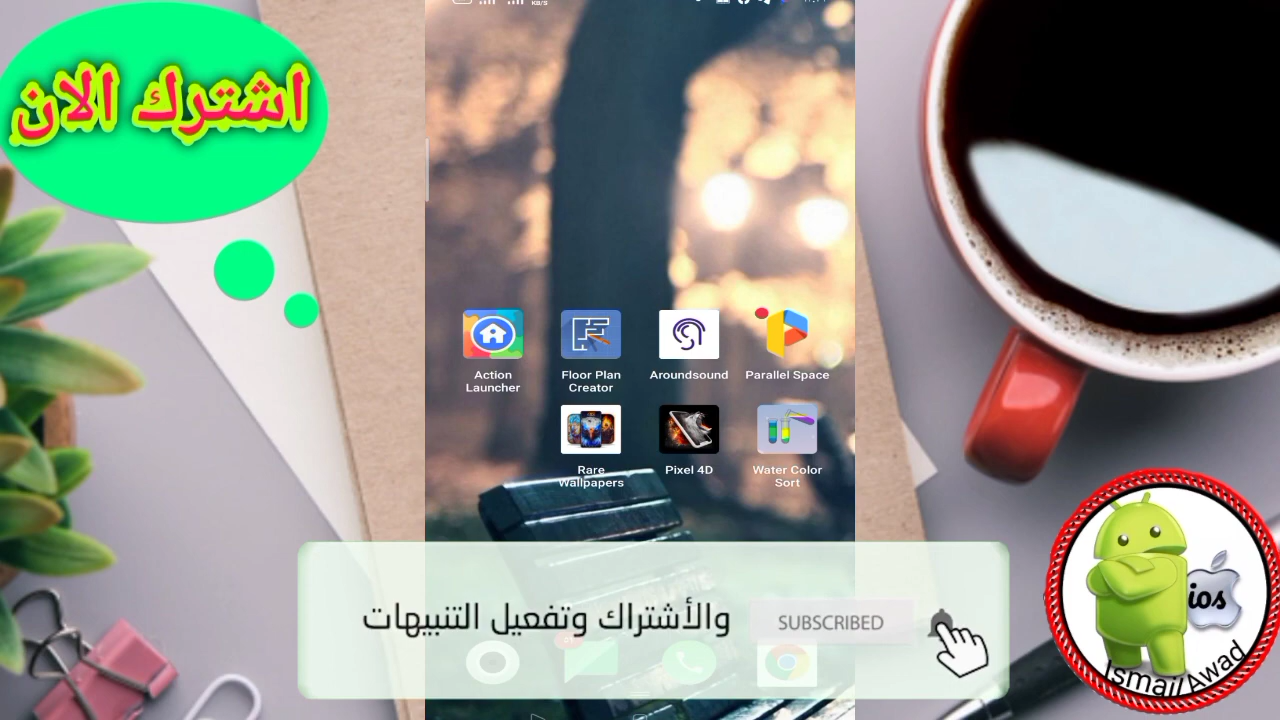 KB/S
اشترك الان
Action
Launcher
Floor Plan
Creator
Aroundsound
Parallel Space
Rare
Wallpapers
Pixel 4D
Water Color
Sort
والأشتراك وتفعيل التنبيهات
SUBSCRIBED
ios
Ismail Awad